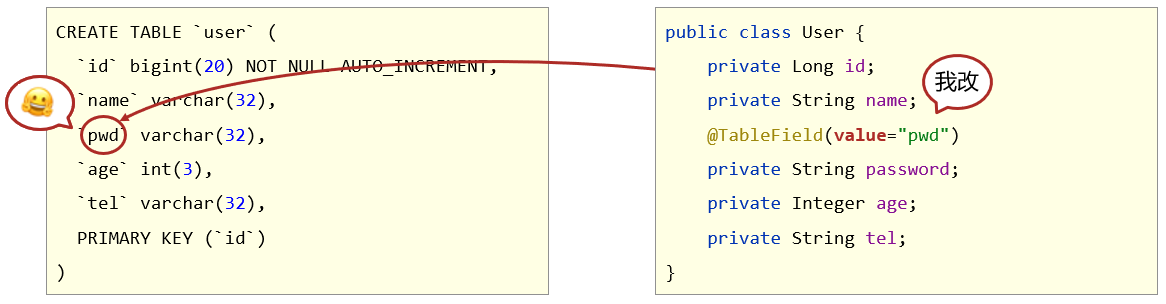 CREATE TABLE `user` (
`id` bigint(20) NOT NULL AUTO_INCREMENT,
`name` varchar(32),
`pwd` varchar(32),
`age` int(3),
`tel` varchar(32),
PRIMARY KEY (`id`)
)
public class User {
private Long id;
private String name;
我改
@TableField(value="pwd")
private String password;
private Integer age;
private String tel;
}